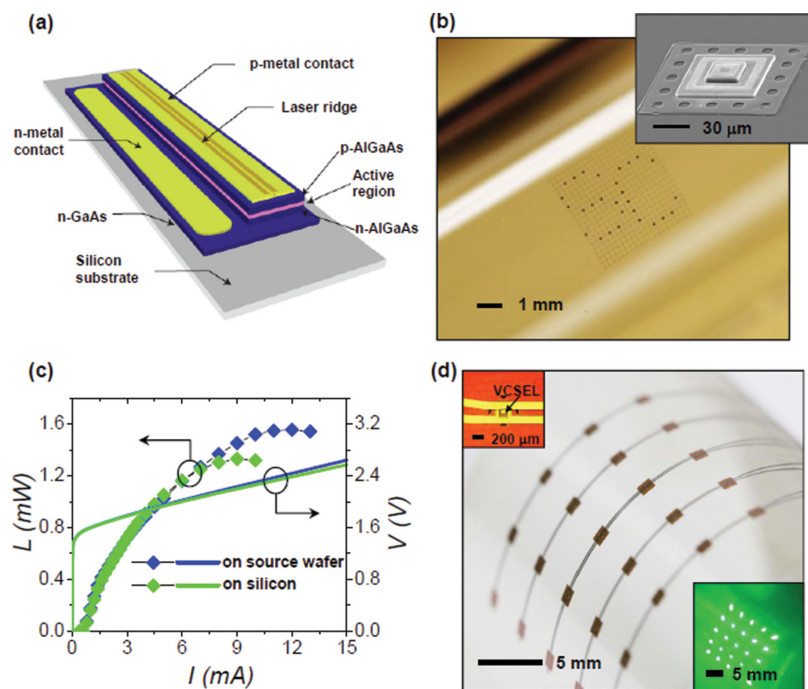 (a)
p-metal contact
Laser ridge
n-metal
contact
p-AlGaAs
Active
region
n-GaAs
n-AlGaAs
Silicon
substrate
(b)
30 μm
1 mm
(c)
1.6
1.2
0.8
0.4
0.0
L (mW)
3.2
2.4
1.6
0.8
0.0
V (V)
on source wafer
on silicon
0 3 6 9 12 15
I (mA)
(d)
VCSEL
200 μm
5 mm
5 mm